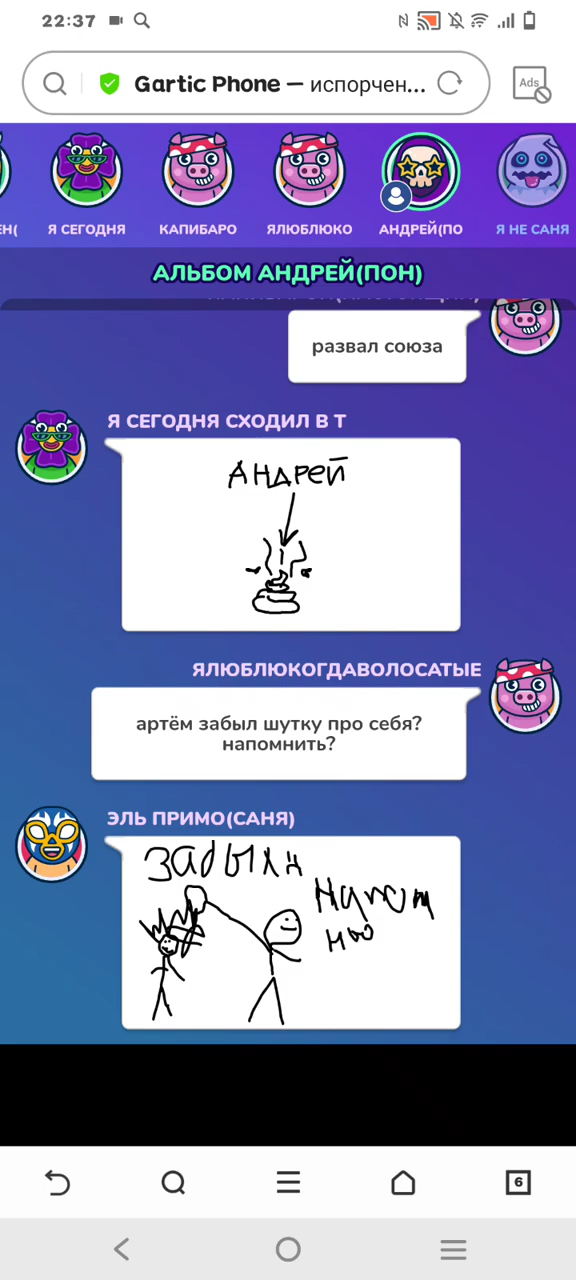 22:37
Gartic Phone — испорчен...
Ads
ЕН(
Я СЕГОДНЯ
КАПИБАРО
ЯЛЮБЛЮКО
АНДРЕЙ(ПО
Я НЕ САНЯ
АЛЬБОМ АНДРЕЙ(ПОН)
развал союза
Я СЕГОДНЯ СХОДИЛ В Т
АНДРей
ЯЛЮБЛЮКОГДАВОЛОСАТЫЕ
артём забыл шутку про себя?
напомнить?
ЭЛЬ ПРИМО(САНЯ)
6